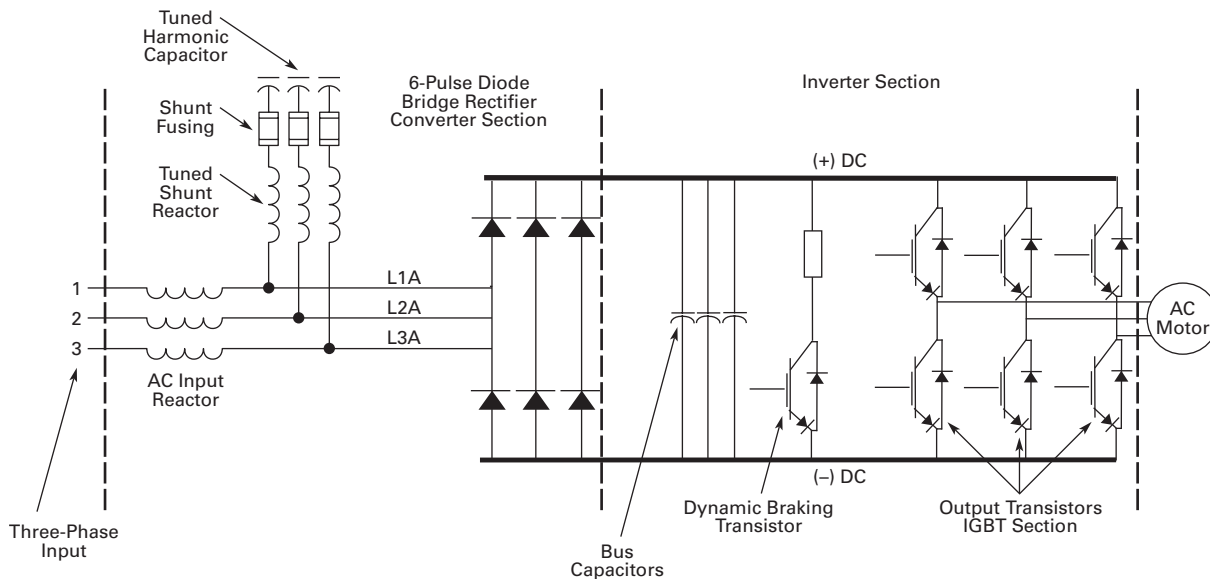 Tuned
Harmonic
Capacitor
6-Pulse Diode
Bridge Rectifier
Converter Section
Inverter Section
Shunt
Fusing
Tuned
Shunt
Reactor
(+) DC
1
L1A
2
L2A
3
L3A
AC Input
Reactor
AC
Motor
(–) DC
Three-Phase
Input
Bus
Capacitors
Dynamic Braking
Transistor
Output Transistors
IGBT Section